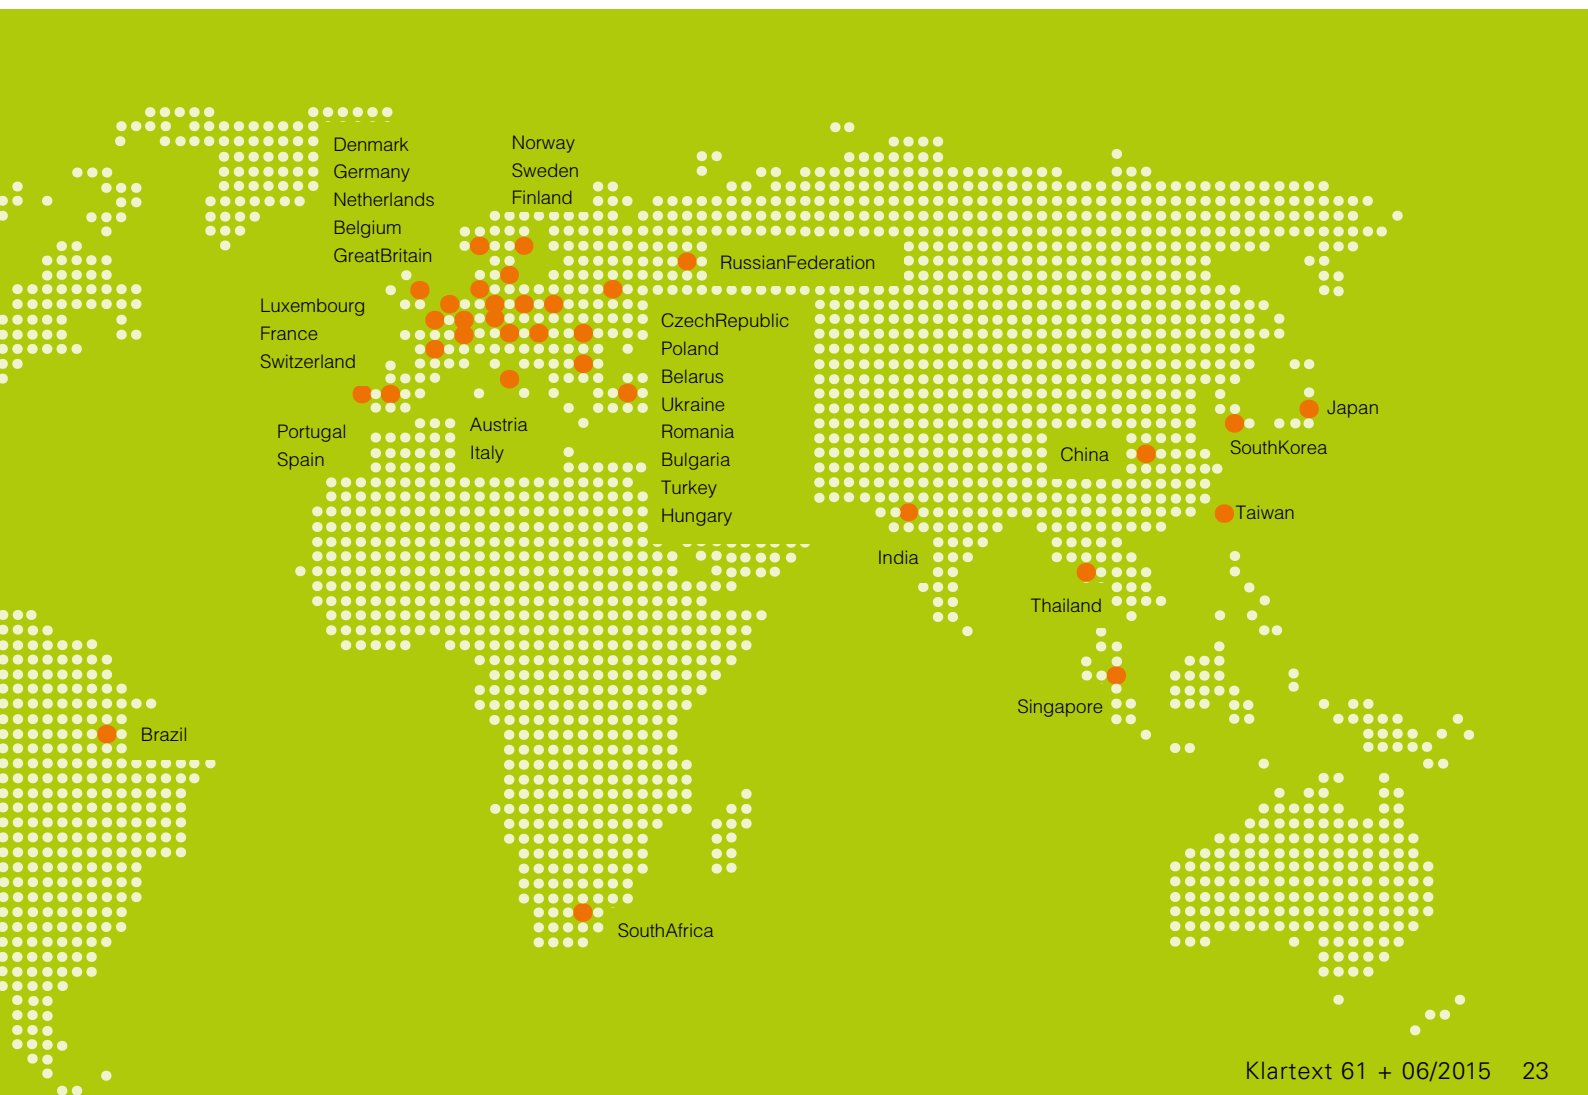 Denmark
Germany
Netherlands
Belgium
GreatBritain
Norway
Sweden
Finland
RussianFederation
Luxembourg
France
Switzerland
CzechRepublic
Poland
Belarus
Ukraine
Romania
Bulgaria
Turkey
Hungary
Portugal
Spain
Austria
Italy
Japan
SouthKorea
China
Taiwan
India
Thailand
Singapore
Brazil
SouthAfrica
Klartext 61 + 06/2015 23